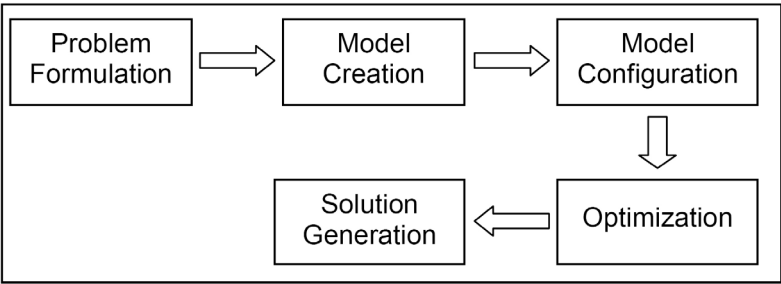 Problem
Formulation
Model
Creation
Model
Configuration
Optimization
Solution
Generation